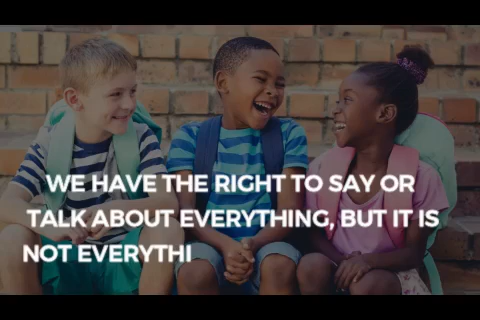 WE HAVE THE RIGHT TO SAY OR
TALK ABOUT EVERYTHING, BUT IT IS
NOT EVERYTHI